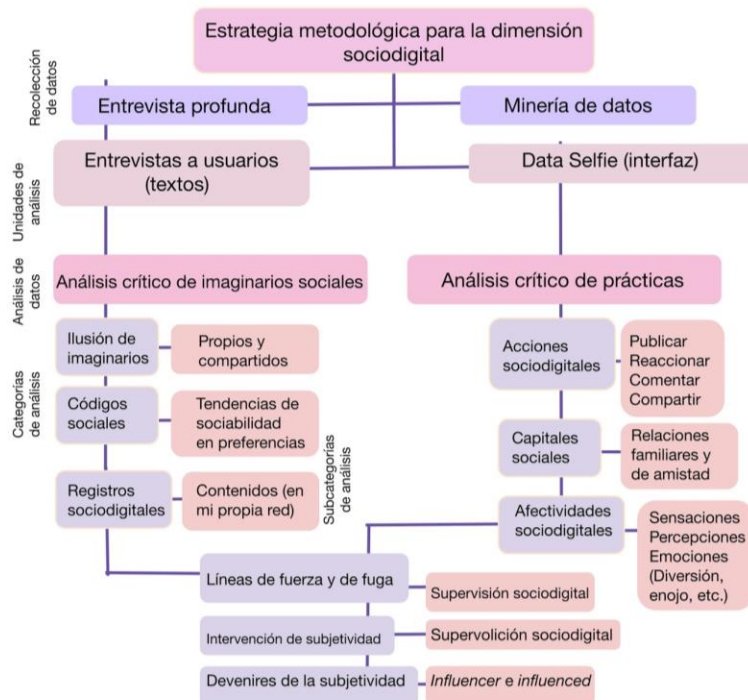 Estrategia metodológica para la dimensión
sociodigital
Recolección
de datos
Entrevista profunda
Minería de datos
Unidades de
análisis
Entrevistas a usuarios
(textos)
Data Selfie (interfaz)
Análisis
de datos
Análisis crítico de imaginarios sociales
Análisis crítico de prácticas
Categorías
de análisis
Subcategorías
de análisis
Ilusión de
imaginarios
Propios y
compartidos
Códigos
sociales
Tendencias de
sociabilidad
en preferencias
Registros
sociodigitales
Contenidos (en
mi propia red)
Acciones
sociodigitales
Publicar
Reaccionar
Comentar
Compartir
Capitales
sociales
Relaciones
familiares y
de amistad
Afectividades
sociodigitales
Sensaciones
Percepciones
Emociones
(Diversión,
enojo, etc.)
Líneas de fuerza y de fuga
Supervisión sociodigital
Intervención de subjetividad
Supervolición sociodigital
Devenires de la subjetividad
Influencer e influenced